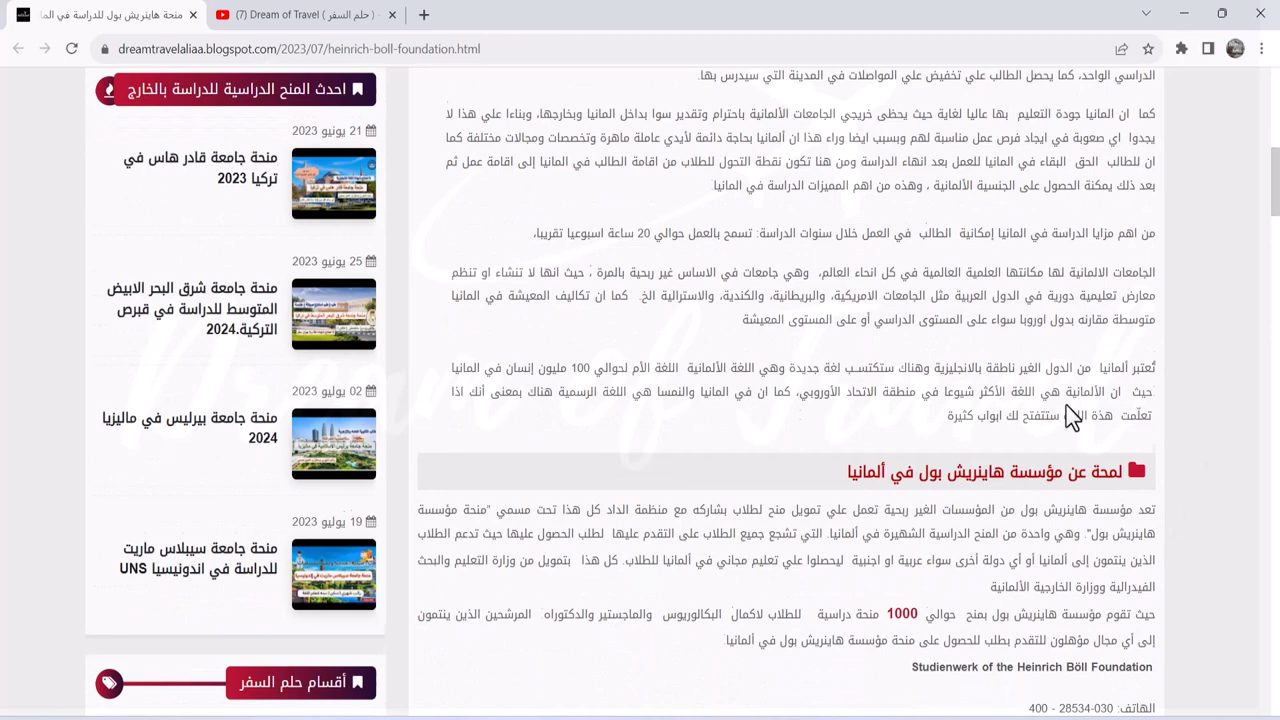 منحة هاينريش بول للدراسة في الما
(7) Dream of Travel ( حلم السفر ) -
dreamtravelaliaa.blogspot.com/2023/07/heinrich-boll-foundation.html
الدراسي الواحد، كما يحصل الطالب علي تخفيض علي المواصلات في المدينة التي سيدرس بها.
كما ان المانيا جودة التعليم بها عاليا لغاية حيث يحظى خريجي الجامعات الألمانية باحترام وتقدير سوا بداخل المانيا وبخارجها، وبناءا علي هذا لا
يجدوا اي صعوبة في ايجاد فرص عمل مناسبة لهم وبسبب ايضا وراء هذا ان ألمانيا بحاجة دائمة لأيدي عاملة ماهرة وتخصصات ومجالات مختلفة كما
ان للطالب الحق البقاء في المانيا للعمل بعد انهاء الدراسة ومن هنا تكون نقطة التحول للطلاب من اقامة الطالب في المانيا إلى اقامة عمل ثم
بعد ذلك يمكنة الحصول على الجنسية الألمانية ، وهذه من اهم المميزات الدراسة في المانيا
من اهم مزايا الدراسة في المانيا إمكانية الطالب في العمل خلال سنوات الدراسة: تسمح بالعمل حوالي 20 ساعة اسبوعيا تقريبا،
الجامعات الالمانية لها مكانتها العلمية العالمية في كل انحاء العالم، وهي جامعات في الاساس غير ربحية بالمرة ، حيث انها لا تنشاء او تنظم
معارض تعليمية دورية في الدول العربية مثل الجامعات الامريكية، والبريطانية، والكندية، والاسترالية الخ. كما ان تكاليف المعيشة في المانيا
متوسطة مقارنه بدول اوروبا سواء على المستوى الدراسي أو علي المستوى
تُعتبر ألمانيا من الدول الغير ناطقة بالانجليزية وهناك ستكتسب لغة جديدة وهي اللغة الألمانية اللغة الأم لحوالي 100 مليون إنسان في المانيا
حيث ان الألمانية هي اللغة الأكثر شيوعا في منطقة الاتحاد الأوروبي، كما ان في المانيا والنمسا هي اللغة الرسمية هناك بمعنى أنك اذا
تعلّمت هذة ستتفتح لك ابواب كثيرة
لمحة عن مؤسسة هاينريش بول في ألمانيا
تعد مؤسسة هاينريش بول من المؤسسات الغير ربحية تعمل علي تمويل منح لطلاب بشاركه مع منظمة الداد كل هذا تحت مسمي "منحة مؤسسة
هاينريش بول". وهي واحدة من المنح الدراسية الشهيرة في ألمانيا. التي تشجع جميع الطلاب على التقدم عليها لطلب الحصول عليها حيث تدعم الطلاب
الذين ينتمون إلى المانيا و اي دولة أخرى سواء عربية او اجنبية ليحصلوا علي تعليم مجاني في ألمانيا للطلاب. كل هذا بتمويل من وزارة التعليم والبحث
الفيدرالية ووزارة الخارجية الألمانية.
حيث تقوم مؤسسة هاينريش بول بمنح حوالي 1000 منحة دراسية للطلاب لاكمال البكالوريوس والماجستير والدكتوراه. المرشحين الذين ينتمون
إلى أي مجال مؤهلون للتقدم بطلب للحصول على منحة مؤسسة هاينريش بول في ألمانيا.
Studienwerk of the Heinrich Böll Foundation
الهاتف: 030-28534 - 400
احدث المنح الدراسية للدراسة بالخارج
21 يونيو 2023
منحة جامعة قادر هاس في
تركيا 2023
25 يونيو 2023
منحة جامعة شرق البحر الابيض
المتوسط للدراسة في قبرص
التركية.2024
02 يوليو 2023
منحة جامعة بيرليس في ماليزيا
2024
19 يوليو 2023
منحة جامعة سيبلاس ماريت
للدراسة في اندونيسيا UNS
أقسام حلم السفر